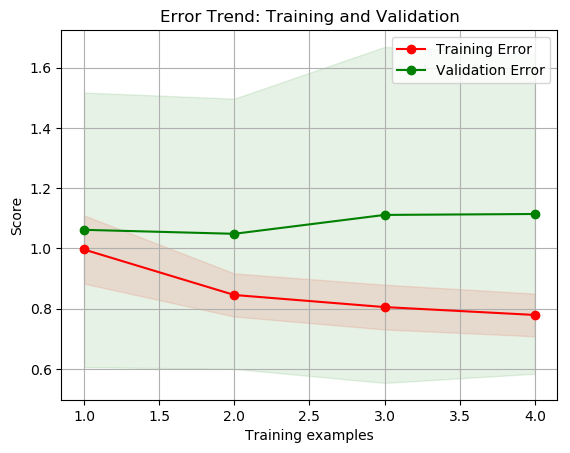 Error Trend: Training and Validation
Training Error
Validation Error
Score
1.6
1.4
1.2
1.0
0.8
0.6
1.0 1.5 2.0 2.5 3.0 3.5 4.0
Training examples